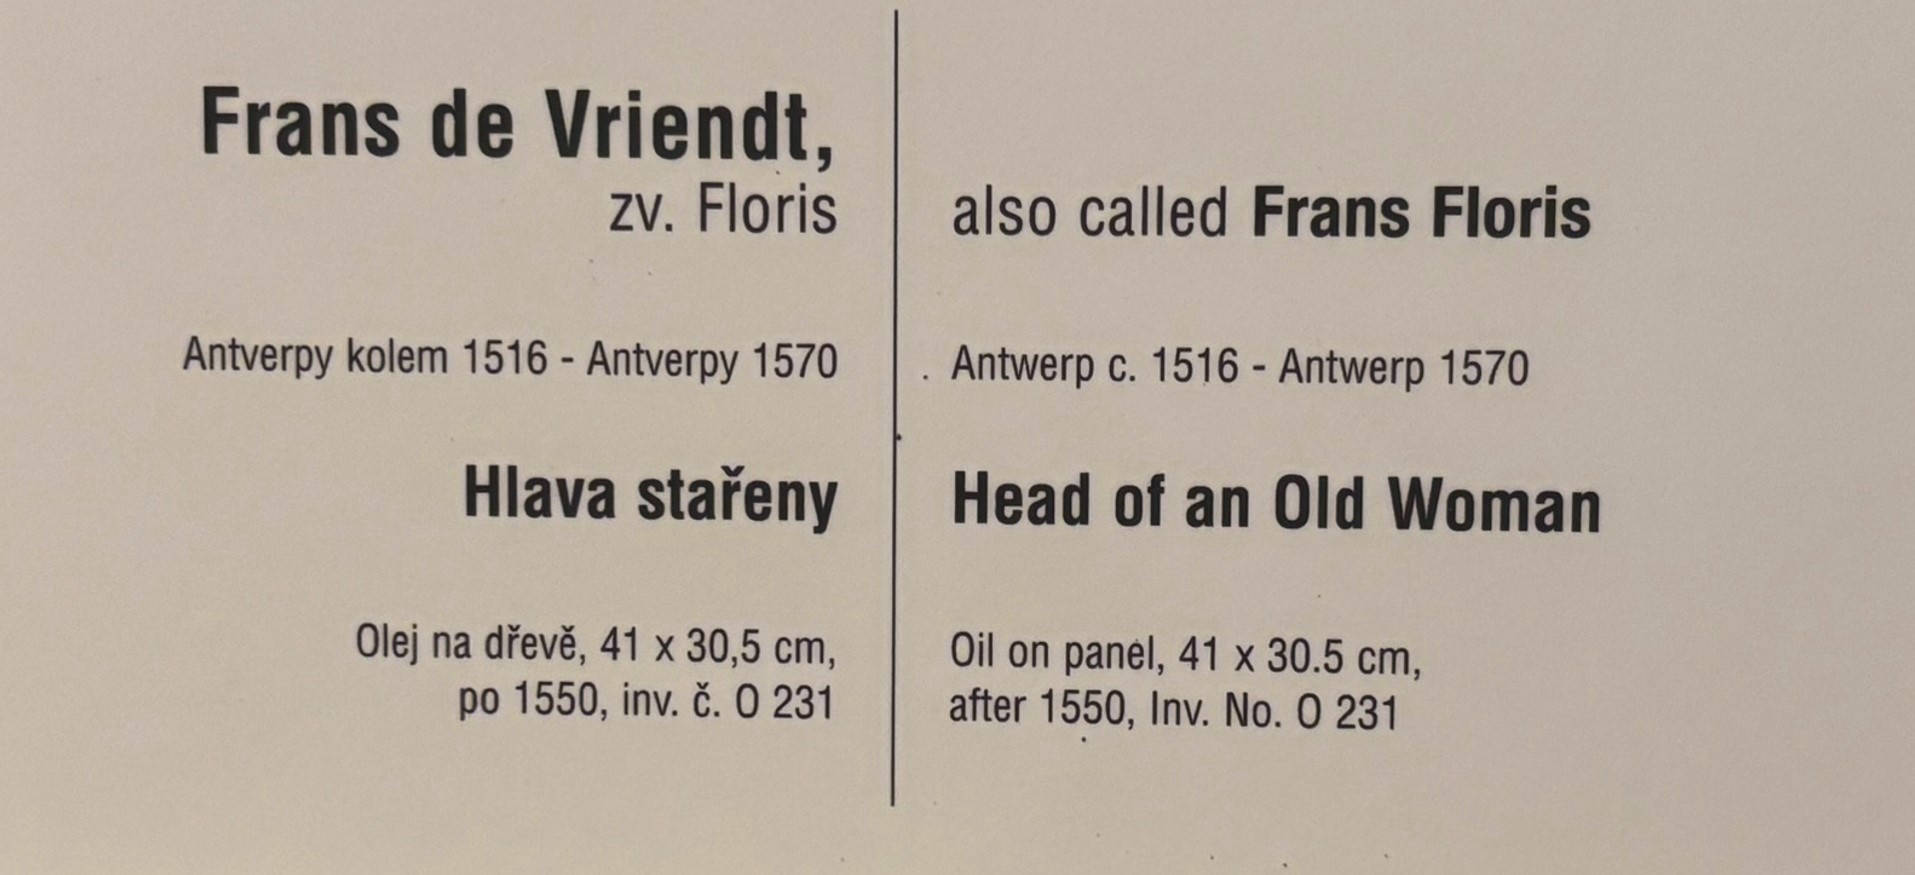 Frans de Vriendt,
zv. Floris
Antverpy kolem 1516 - Antverpy 1570
Hlava stařeny
Olej na dřevě, 41 x 30,5 cm,
po 1550, inv. č. O 231
also called Frans Floris
Antwerp c. 1516 - Antwerp 1570
Head of an Old Woman
Oil on panel, 41 x 30.5 cm,
after 1550, Inv. No. O 231